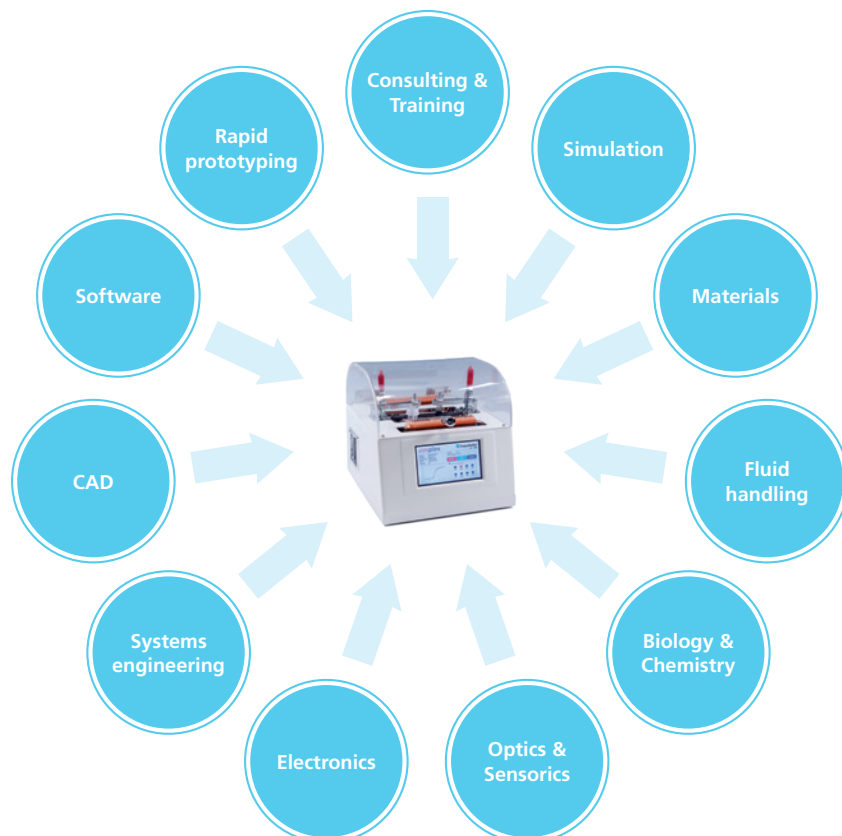 Consulting &
Training
Simulation
Materials
Fluid
handling
Biology &
Chemistry
Optics &
Sensorics
Electronics
Systems
engineering
CAD
Software
Rapid
prototyping